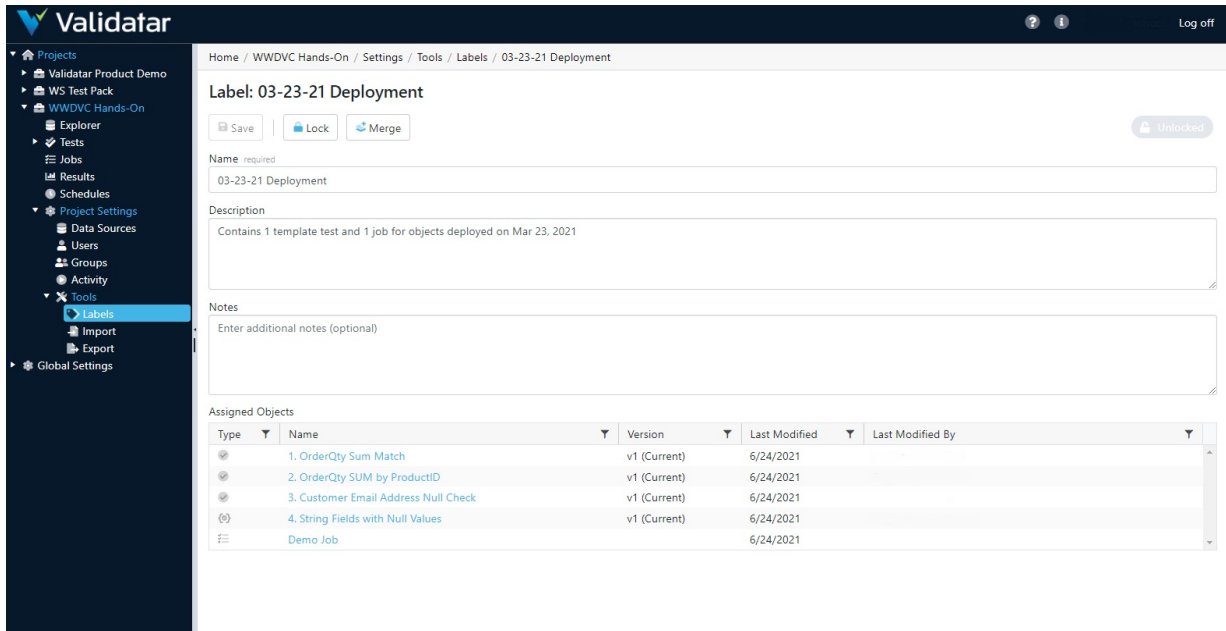 Validatar
Log off
Projects
Validatar Product Demo
WS Test Pack
WWDVC Hands-On
Explorer
Tests
Jobs
Results
Schedules
Project Settings
Data Sources
Users
Groups
Activity
Tools
Labels
Import
Export
Global Settings
Home / WWDVC Hands-On / Settings / Tools / Labels / 03-23-21 Deployment
Label: 03-23-21 Deployment
Save Lock Merge Unlocked
Name required
03-23-21 Deployment
Description
Contains 1 template test and 1 job for objects deployed on Mar 23, 2021
Notes
Enter additional notes (optional)
Assigned Objects
Type Name Version Last Modified Last Modified By
1. OrderQty Sum Match v1 (Current) 6/24/2021
2. OrderQty SUM by ProductID v1 (Current) 6/24/2021
3. Customer Email Address Null Check v1 (Current) 6/24/2021
4. String Fields with Null Values v1 (Current) 6/24/2021
Demo Job 6/24/2021